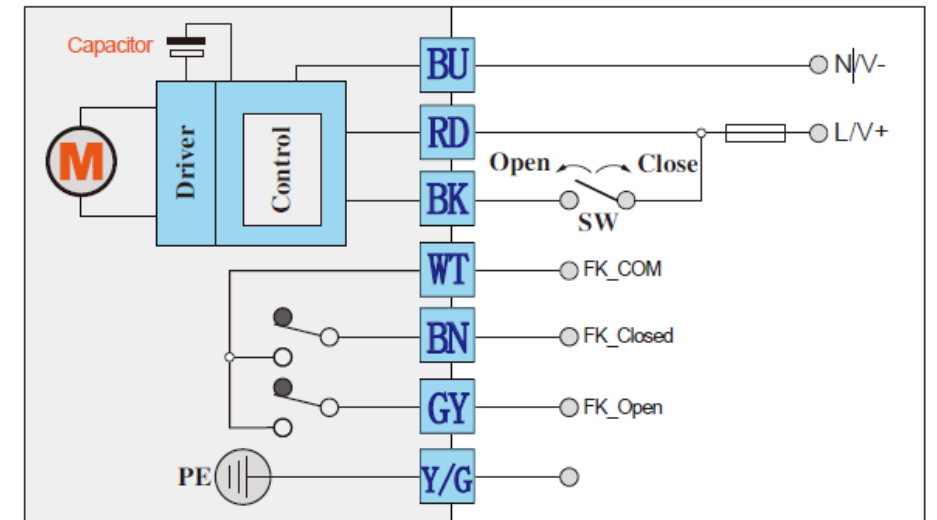 Capacitor
M
Driver
Control
BU
N/V-
RD
L/V+
Open
Close
BK
SW
WT
FK_COM
BN
FK_Closed
GY
FK_Open
PE
Y/G